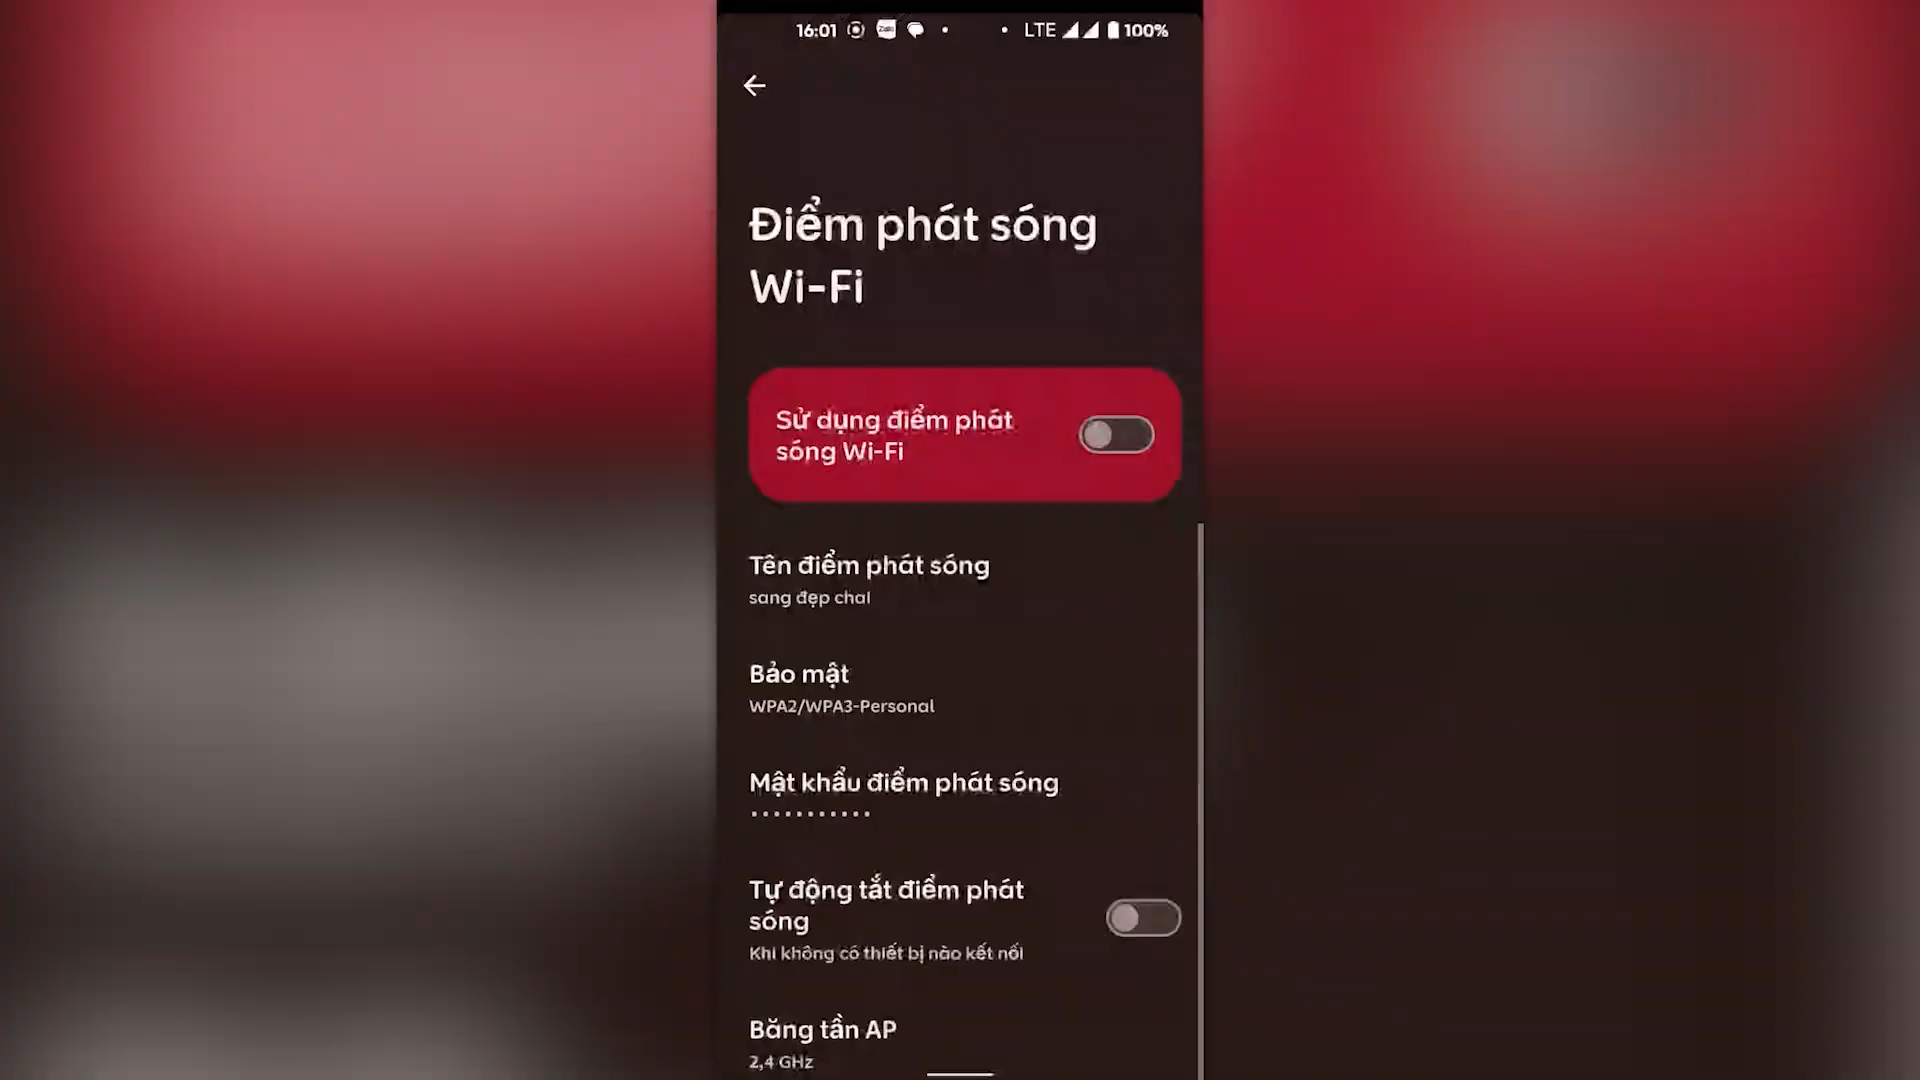 16:01 Zalo LTE 100%
Điểm phát sóng
Wi-Fi
Sử dụng điểm phát
sóng Wi-Fi
Tên điểm phát sóng
sang đẹp chai
Bảo mật
WPA2/WPA3-Personal
Mật khẩu điểm phát sóng
•••••••••••
Tự động tắt điểm phát
sóng
Khi không có thiết bị nào kết nối
Băng tần AP
2,4 GHz